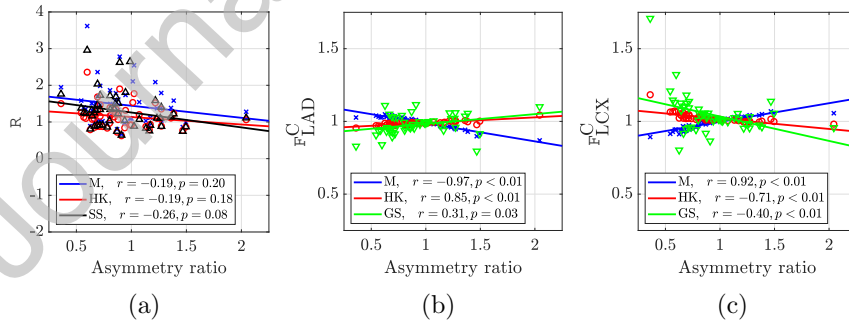 Journal
4
3
2
1
0
-1
-2
R
0.5 1 1.5 2
Asymmetry ratio
M, r = −0.19, p = 0.20
HK, r = −0.19, p = 0.18
SS, r = −0.26, p = 0.08
(a)
1.5
1
0.5
F^C_LAD
0.5 1 1.5 2
Asymmetry ratio
M, r = −0.97, p < 0.01
HK, r = 0.85, p < 0.01
GS, r = 0.31, p = 0.03
(b)
1.5
1
0.5
F^C_LCX
0.5 1 1.5 2
Asymmetry ratio
M, r = 0.92, p < 0.01
HK, r = −0.71, p < 0.01
GS, r = −0.40, p < 0.01
(c)